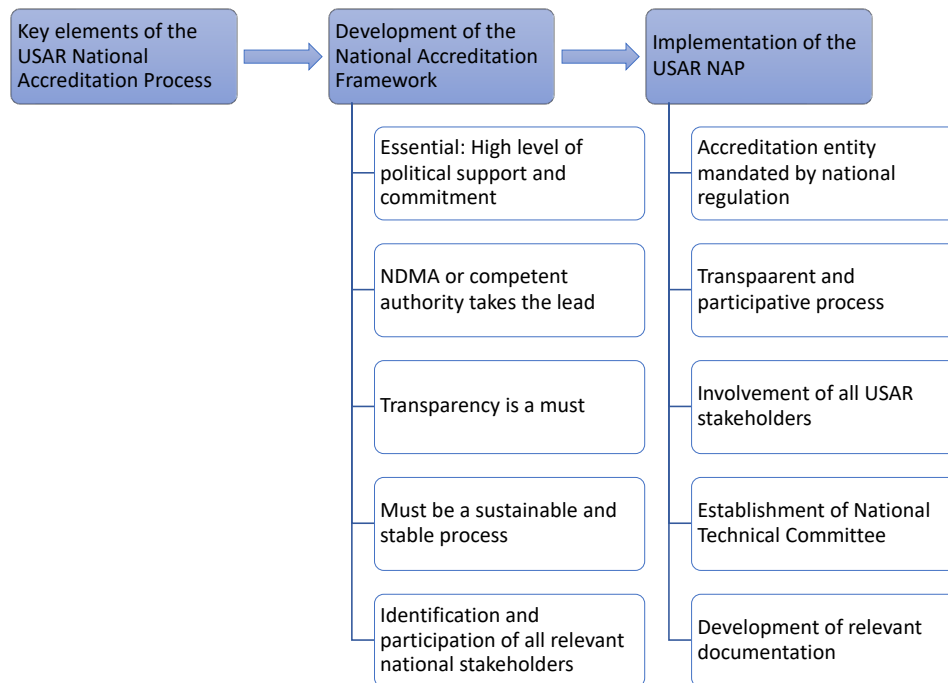 Key elements of the
USAR National
Accreditation Process
Development of the
National Accreditation
Framework
Implementation of the
USAR NAP
Essential: High level of
political support and
commitment
NDMA or competent
authority takes the lead
Transparency is a must
Must be a sustainable and
stable process
Identification and
participation of all relevant
national stakeholders
Accreditation entity
mandated by national
regulation
Transpaarent and
participative process
Involvement of all USAR
stakeholders
Establishment of National
Technical Committee
Development of relevant
documentation